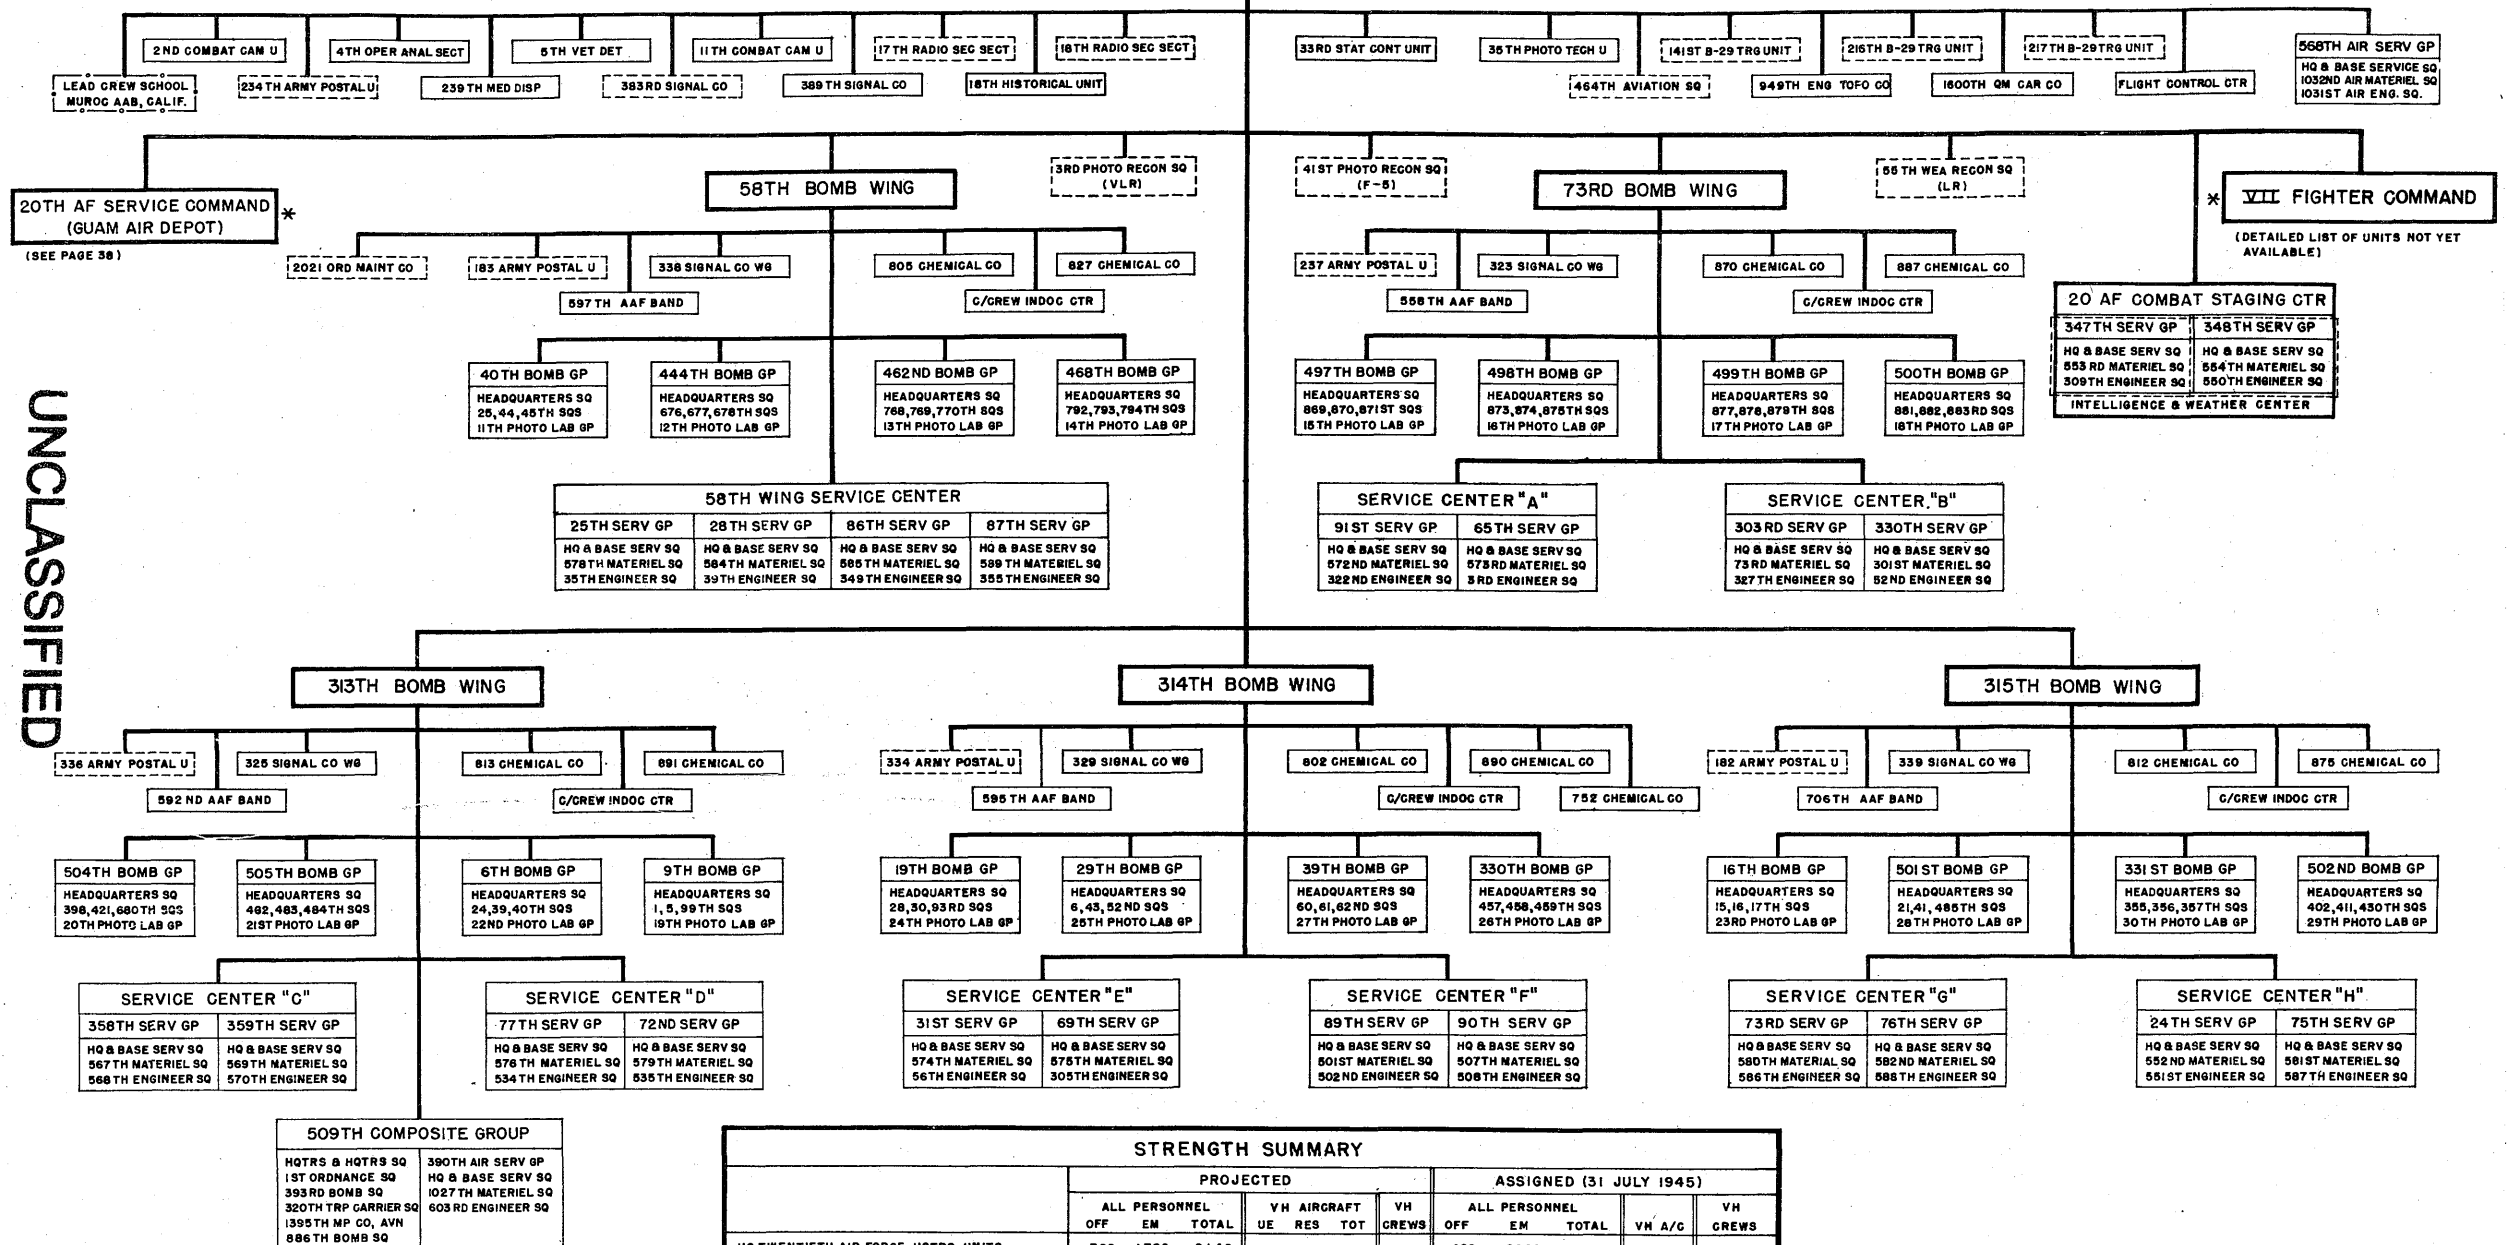 2ND COMBAT CAM U
4TH OPER ANAL SECT
5TH VET DET
11TH COMBAT CAM U
17TH RADIO SEC SECT
18TH RADIO SEC SECT
33RD STAT CONT UNIT
35TH PHOTO TECH U
141ST B-29 TRG UNIT
216TH B-29 TRG UNIT
217TH B-29 TRG UNIT
568TH AIR SERV GP
HQ & BASE SERVICE SQ
1032ND AIR MATERIEL SQ
1031ST AIR ENG. SQ.
LEAD CREW SCHOOL
MUROC AAB, CALIF.
234TH ARMY POSTAL U
239TH MED DISP
383RD SIGNAL CO
389TH SIGNAL CO
18TH HISTORICAL UNIT
464TH AVIATION SQ
949TH ENG TOFO CO
1600TH QM CAR CO
FLIGHT CONTROL CTR
20TH AF SERVICE COMMAND
(GUAM AIR DEPOT)
*
(SEE PAGE 38)
58TH BOMB WING
3RD PHOTO RECON SQ
(VLR)
41ST PHOTO RECON SQ
(F-5)
73RD BOMB WING
55TH WEA RECON SQ
(LR)
* VII FIGHTER COMMAND
(DETAILED LIST OF UNITS NOT YET
AVAILABLE)
2021 ORD MAINT CO
183 ARMY POSTAL U
338 SIGNAL CO WG
805 CHEMICAL CO
827 CHEMICAL CO
597TH AAF BAND
C/CREW INDOC CTR
237 ARMY POSTAL U
323 SIGNAL CO WG
870 CHEMICAL CO
887 CHEMICAL CO
558TH AAF BAND
C/CREW INDOC CTR
20 AF COMBAT STAGING CTR
347TH SERV GP
HQ & BASE SERV SQ
553RD MATERIEL SQ
309TH ENGINEER SQ
348TH SERV GP
HQ & BASE SERV SQ
554TH MATERIEL SQ
550TH ENGINEER SQ
INTELLIGENCE & WEATHER CENTER
40TH BOMB GP
HEADQUARTERS SQ
25,44,45TH SQS
11TH PHOTO LAB GP
444TH BOMB GP
HEADQUARTERS SQ
676,677,678TH SQS
12TH PHOTO LAB GP
462ND BOMB GP
HEADQUARTERS SQ
768,769,770TH SQS
13TH PHOTO LAB GP
468TH BOMB GP
HEADQUARTERS SQ
792,793,794TH SQS
14TH PHOTO LAB GP
497TH BOMB GP
HEADQUARTERS SQ
869,870,871ST SQS
15TH PHOTO LAB GP
498TH BOMB GP
HEADQUARTERS SQ
873,874,875TH SQS
16TH PHOTO LAB GP
499TH BOMB GP
HEADQUARTERS SQ
877,878,879TH SQS
17TH PHOTO LAB GP
500TH BOMB GP
HEADQUARTERS SQ
881,882,883RD SQS
18TH PHOTO LAB GP
UNCLASSIFIED
58TH WING SERVICE CENTER
25TH SERV GP
HQ & BASE SERV SQ
578TH MATERIEL SQ
35TH ENGINEER SQ
28TH SERV GP
HQ & BASE SERV SQ
584TH MATERIEL SQ
39TH ENGINEER SQ
86TH SERV GP
HQ & BASE SERV SQ
585TH MATERIEL SQ
349TH ENGINEER SQ
87TH SERV GP
HQ & BASE SERV SQ
589TH MATERIEL SQ
355TH ENGINEER SQ
SERVICE CENTER "A"
91ST SERV GP
HQ & BASE SERV SQ
572ND MATERIEL SQ
322ND ENGINEER SQ
65TH SERV GP
HQ & BASE SERV SQ
573RD MATERIEL SQ
3RD ENGINEER SQ
SERVICE CENTER "B"
303RD SERV GP
HQ & BASE SERV SQ
73RD MATERIEL SQ
327TH ENGINEER SQ
330TH SERV GP
HQ & BASE SERV SQ
301ST MATERIEL SQ
52ND ENGINEER SQ
313TH BOMB WING
314TH BOMB WING
315TH BOMB WING
336 ARMY POSTAL U
325 SIGNAL CO WG
813 CHEMICAL CO
891 CHEMICAL CO
592ND AAF BAND
C/CREW INDOC CTR
334 ARMY POSTAL U
329 SIGNAL CO WG
802 CHEMICAL CO
890 CHEMICAL CO
595TH AAF BAND
C/CREW INDOC CTR
752 CHEMICAL CO
182 ARMY POSTAL U
339 SIGNAL CO WG
812 CHEMICAL CO
875 CHEMICAL CO
706TH AAF BAND
C/CREW INDOC CTR
504TH BOMB GP
HEADQUARTERS SQ
398,421,680TH SQS
20TH PHOTO LAB GP
505TH BOMB GP
HEADQUARTERS SQ
482,483,484TH SQS
21ST PHOTO LAB GP
6TH BOMB GP
HEADQUARTERS SQ
24,39,40TH SQS
22ND PHOTO LAB GP
9TH BOMB GP
HEADQUARTERS SQ
1,5,99TH SQS
19TH PHOTO LAB GP
19TH BOMB GP
HEADQUARTERS SQ
28,30,93RD SQS
24TH PHOTO LAB GP
29TH BOMB GP
HEADQUARTERS SQ
6,43,52ND SQS
25TH PHOTO LAB GP
39TH BOMB GP
HEADQUARTERS SQ
60,61,62ND SQS
27TH PHOTO LAB GP
330TH BOMB GP
HEADQUARTERS SQ
457,458,459TH SQS
26TH PHOTO LAB GP
16TH BOMB GP
HEADQUARTERS SQ
15,16,17TH SQS
23RD PHOTO LAB GP
501ST BOMB GP
HEADQUARTERS SQ
21,41,485TH SQS
28TH PHOTO LAB GP
331ST BOMB GP
HEADQUARTERS SQ
355,356,357TH SQS
30TH PHOTO LAB GP
502ND BOMB GP
HEADQUARTERS SQ
402,411,430TH SQS
29TH PHOTO LAB GP
SERVICE CENTER "C"
358TH SERV GP
HQ & BASE SERV SQ
567TH MATERIEL SQ
568TH ENGINEER SQ
359TH SERV GP
HQ & BASE SERV SQ
569TH MATERIEL SQ
570TH ENGINEER SQ
SERVICE CENTER "D"
77TH SERV GP
HQ & BASE SERV SQ
576TH MATERIEL SQ
534TH ENGINEER SQ
72ND SERV GP
HQ & BASE SERV SQ
579TH MATERIEL SQ
535TH ENGINEER SQ
SERVICE CENTER "E"
31ST SERV GP
HQ & BASE SERV SQ
574TH MATERIEL SQ
56TH ENGINEER SQ
69TH SERV GP
HQ & BASE SERV SQ
575TH MATERIEL SQ
305TH ENGINEER SQ
SERVICE CENTER "F"
89TH SERV GP
HQ & BASE SERV SQ
501ST MATERIEL SQ
502ND ENGINEER SQ
90TH SERV GP
HQ & BASE SERV SQ
507TH MATERIEL SQ
508TH ENGINEER SQ
SERVICE CENTER "G"
73RD SERV GP
HQ & BASE SERV SQ
580TH MATERIAL SQ
586TH ENGINEER SQ
76TH SERV GP
HQ & BASE SERV SQ
582ND MATERIEL SQ
588TH ENGINEER SQ
SERVICE CENTER "H"
24TH SERV GP
HQ & BASE SERV SQ
552ND MATERIEL SQ
551ST ENGINEER SQ
75TH SERV GP
HQ & BASE SERV SQ
581ST MATERIEL SQ
587TH ENGINEER SQ
509TH COMPOSITE GROUP
HQTRS & HQTRS SQ
1ST ORDNANCE SQ
393RD BOMB SQ
320TH TRP CARRIER SQ
1395TH MP CO, AVN
886TH BOMB SQ
390TH AIR SERV GP
HQ & BASE SERV SQ
1027TH MATERIEL SQ
603RD ENGINEER SQ
STRENGTH SUMMARY
PROJECTED
ASSIGNED (31 JULY 1945)
ALL PERSONNEL
VH AIRCRAFT
VH
ALL PERSONNEL
VH
OFF EM TOTAL
UE RES TOT
CREWS
OFF EM TOTAL
VH A/C
CREWS